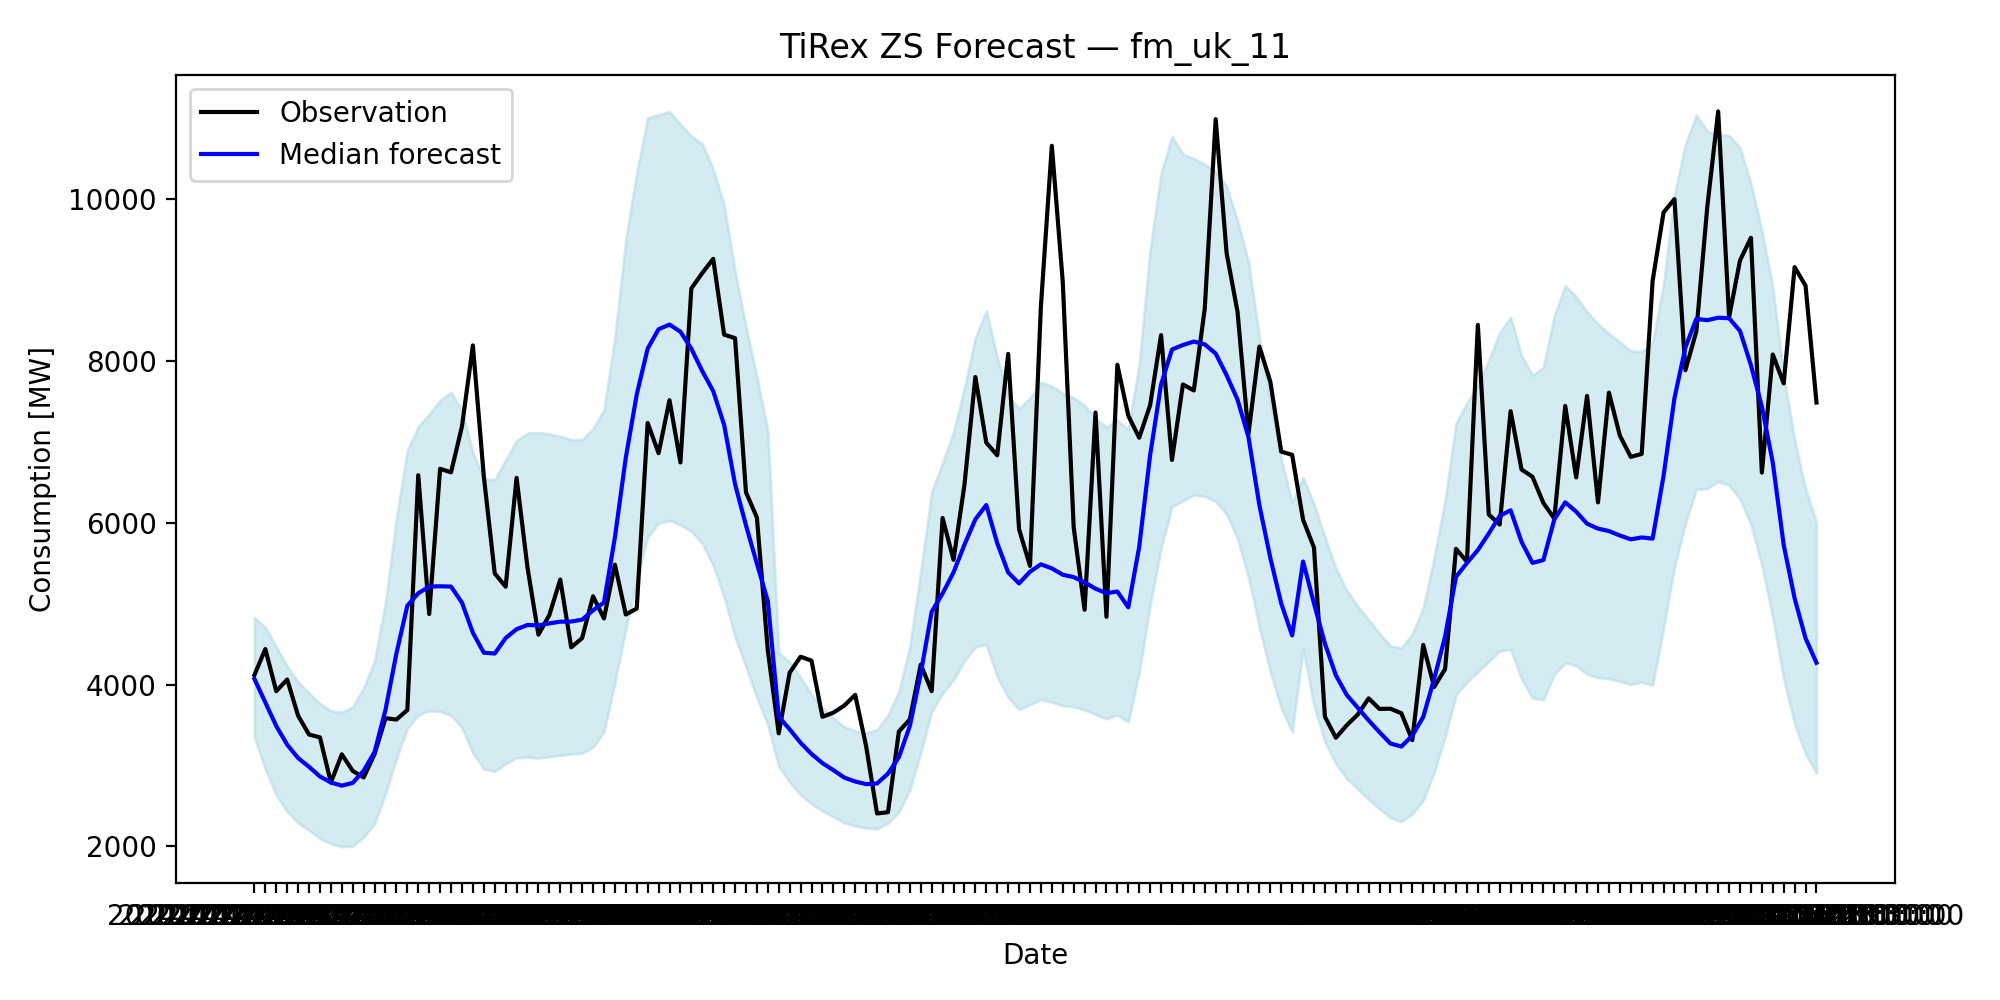 TiRex ZS Forecast — fm_uk_11
Observation
Median forecast
10000
8000
6000
4000
2000
Consumption [MW]
Date